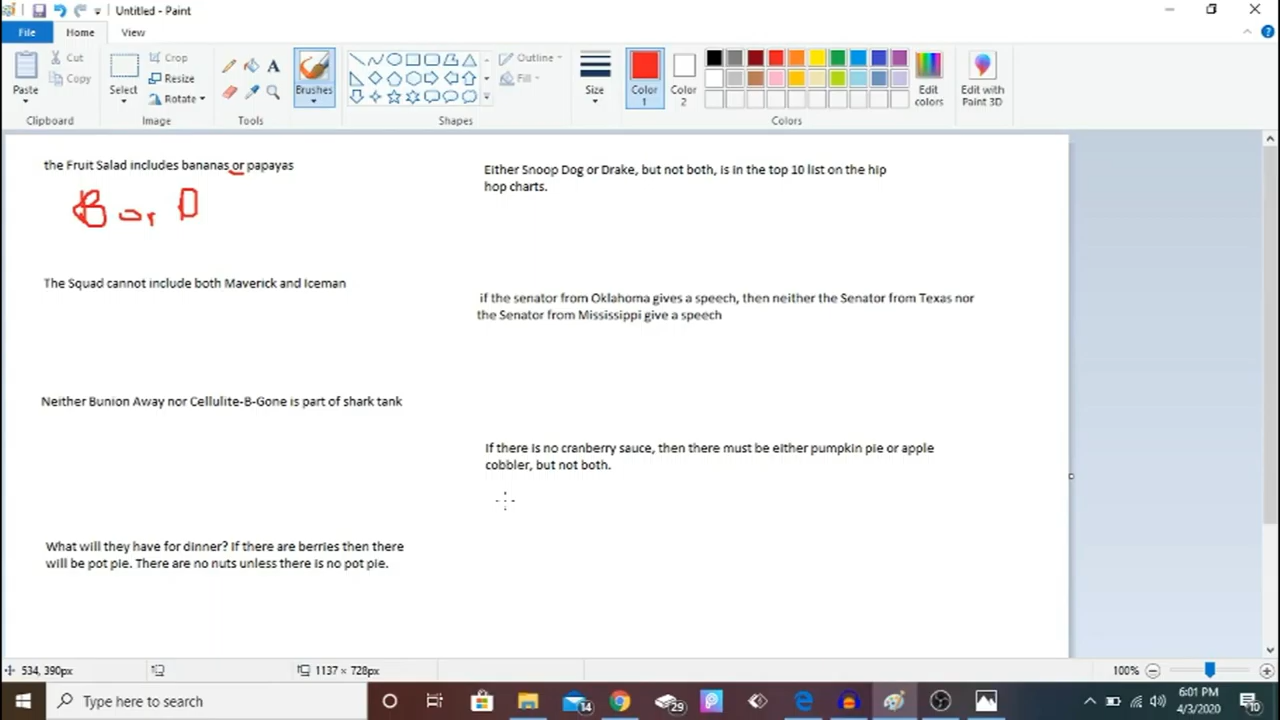 Untitled - Paint
File Home View
Paste
Cut
Copy
Clipboard
Select
Crop
Resize
Rotate
Image
A
Tools
Brushes
Outline
Fill
Shapes
Size
Color 1
Color 2
Edit colors
Colors
Edit with Paint 3D
the Fruit Salad includes bananas or papayas
B or P
The Squad cannot include both Maverick and Iceman
Neither Bunion Away nor Cellulite-B-Gone is part of shark tank
What will they have for dinner? If there are berries then there
will be pot pie. There are no nuts unless there is no pot pie.
Either Snoop Dog or Drake, but not both, is in the top 10 list on the hip
hop charts.
if the senator from Oklahoma gives a speech, then neither the Senator from Texas nor
the Senator from Mississippi give a speech
If there is no cranberry sauce, then there must be either pumpkin pie or apple
cobbler, but not both.
534, 390px
1137 × 728px
100%
Type here to search
14
29
6:01 PM
4/3/2020
10